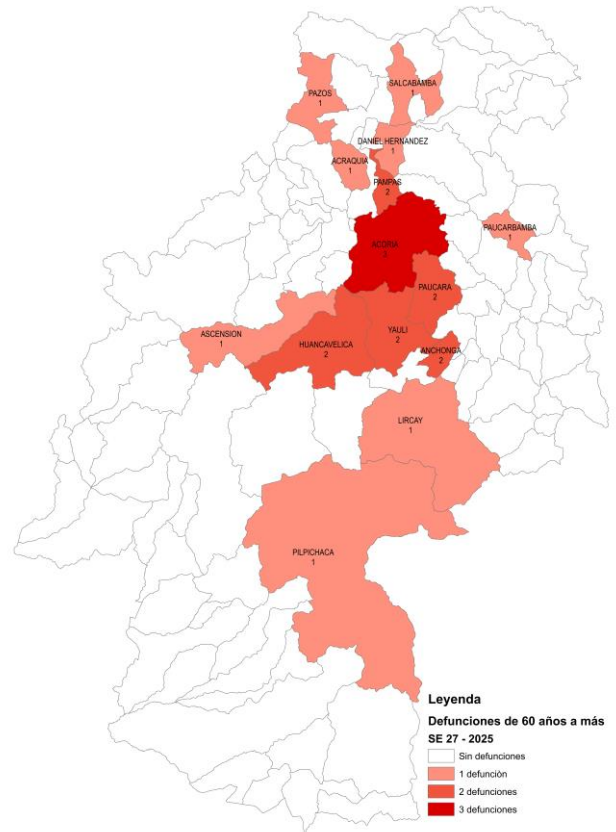 PAZOS
1
SALCABAMBA
1
DANIEL HERNANDEZ
1
ACRAQUIA
1
PAMPAS
2
PAUCARBAMBA
1
ACORIA
3
PAUCARA
2
ASCENSION
1
HUANCAVELICA
2
YAULI
2
ANCHONGA
2
LIRCAY
1
PILPICHACA
1
Leyenda
Defunciones de 60 años a más
SE 27 - 2025
Sin defunciones
1 defunción
2 defunciones
3 defunciones